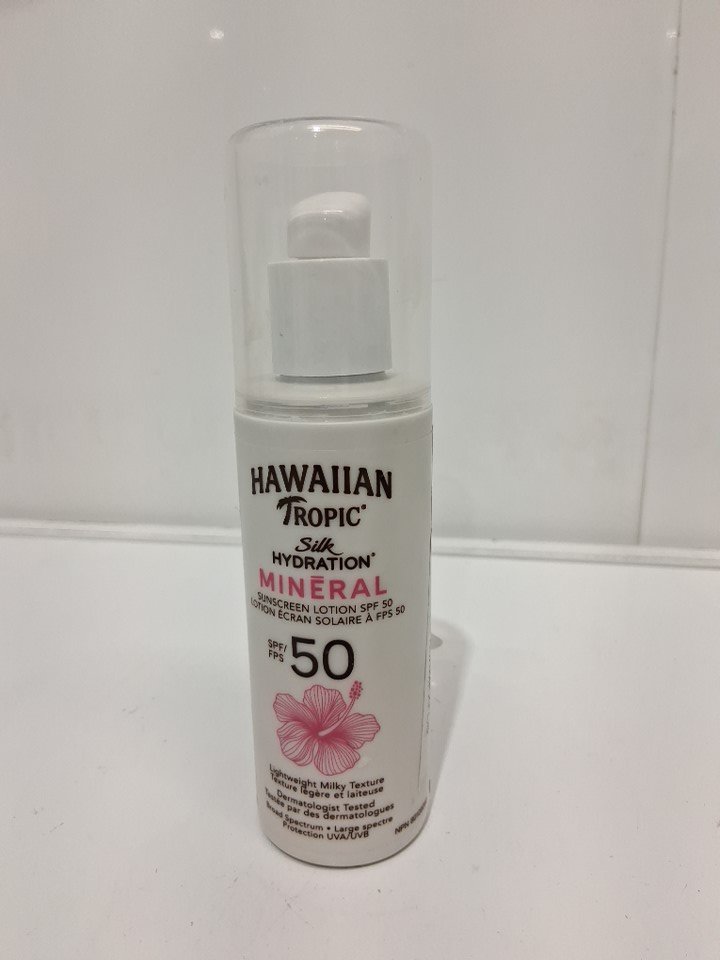 HAWAIIAN
TROPIC®
Silk
HYDRATION®
MINĒRAL
SUNSCREEN LOTION SPF 50
LOTION ÉCRAN SOLAIRE À FPS 50
SPF/
FPS 50
Lightweight Milky Texture
Texture légère et laiteuse
Dermatologist Tested
Testée par des dermatologues
Broad Spectrum • Large spectre
Protection UVA/UVB
NPN